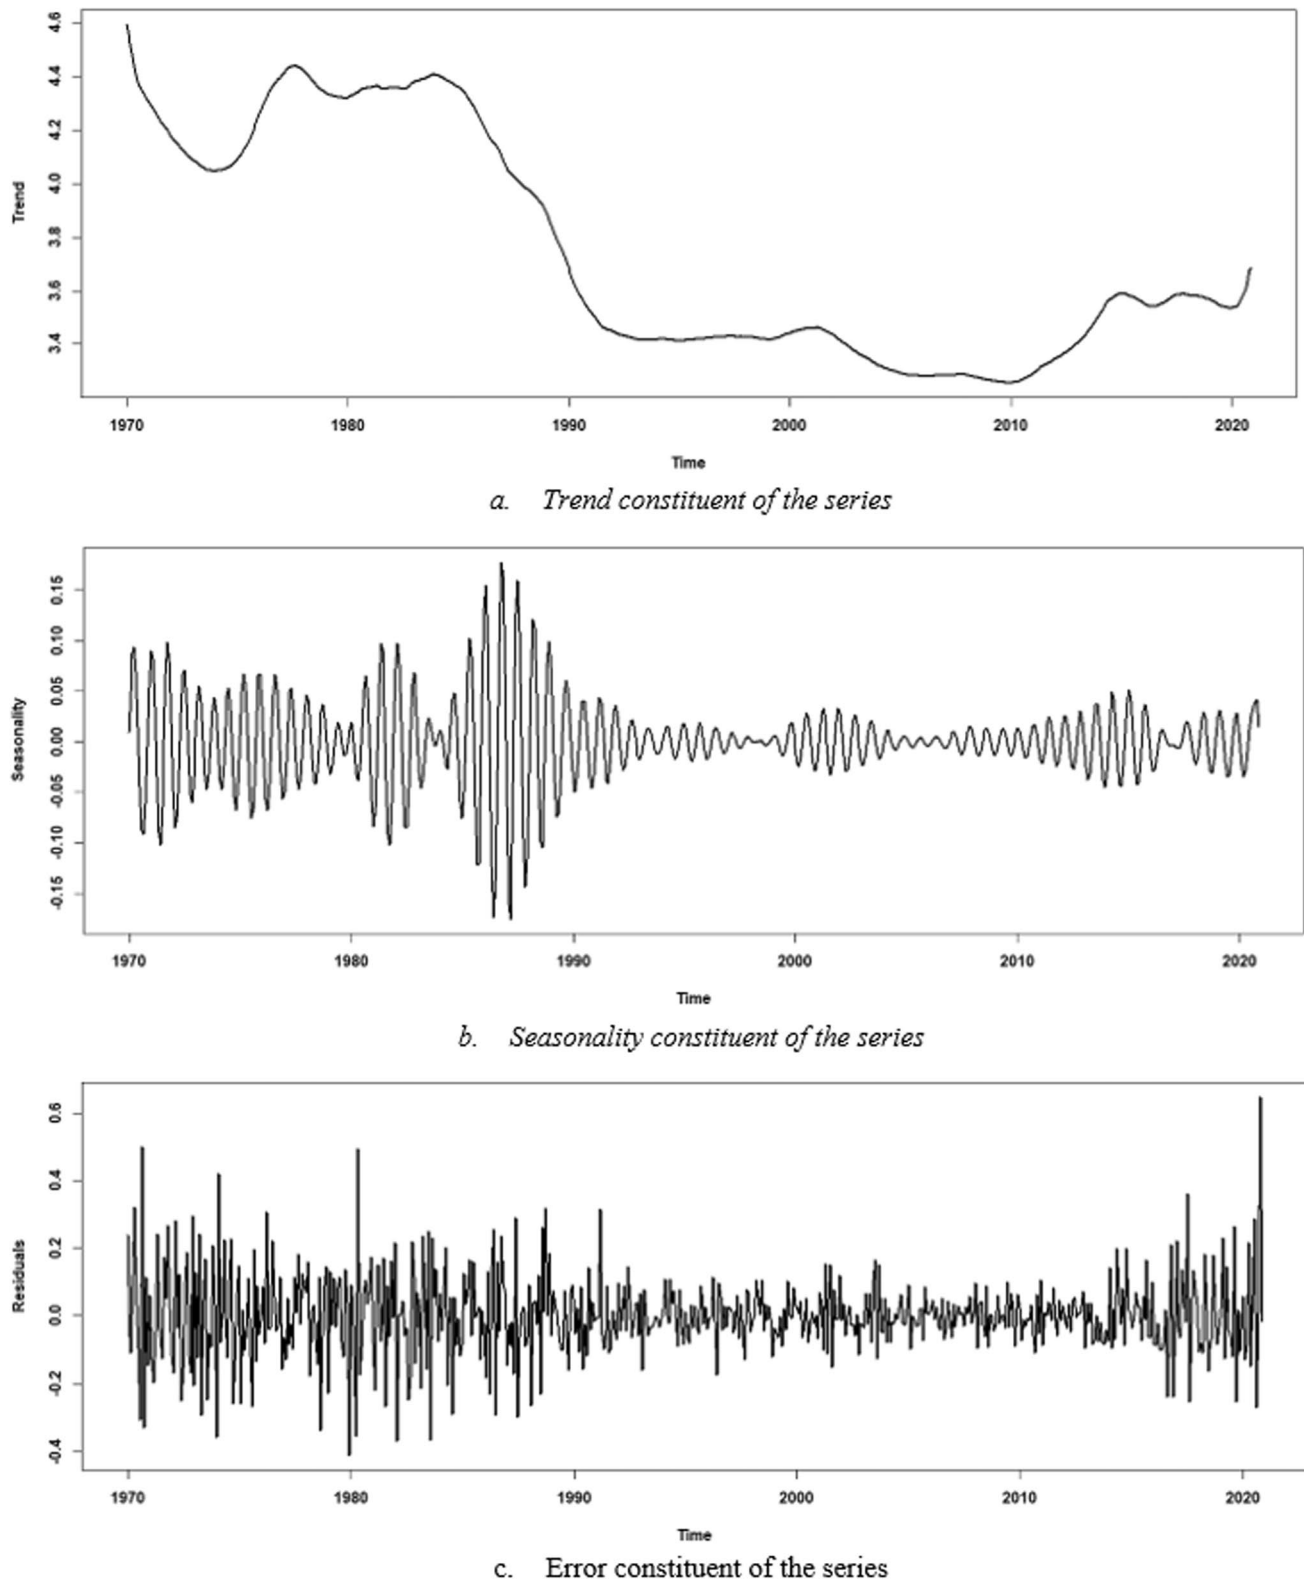 4.6
4.4
4.2
4.0
3.8
3.6
3.4
Trend
1970 1980 1990 2000 2010 2020
Time
a. Trend constituent of the series
0.15
0.10
0.05
0.00
-0.05
-0.10
-0.15
Seasonality
1970 1980 1990 2000 2010 2020
Time
b. Seasonality constituent of the series
0.6
0.4
0.2
0.0
-0.2
-0.4
Residuals
1970 1980 1990 2000 2010 2020
Time
c. Error constituent of the series